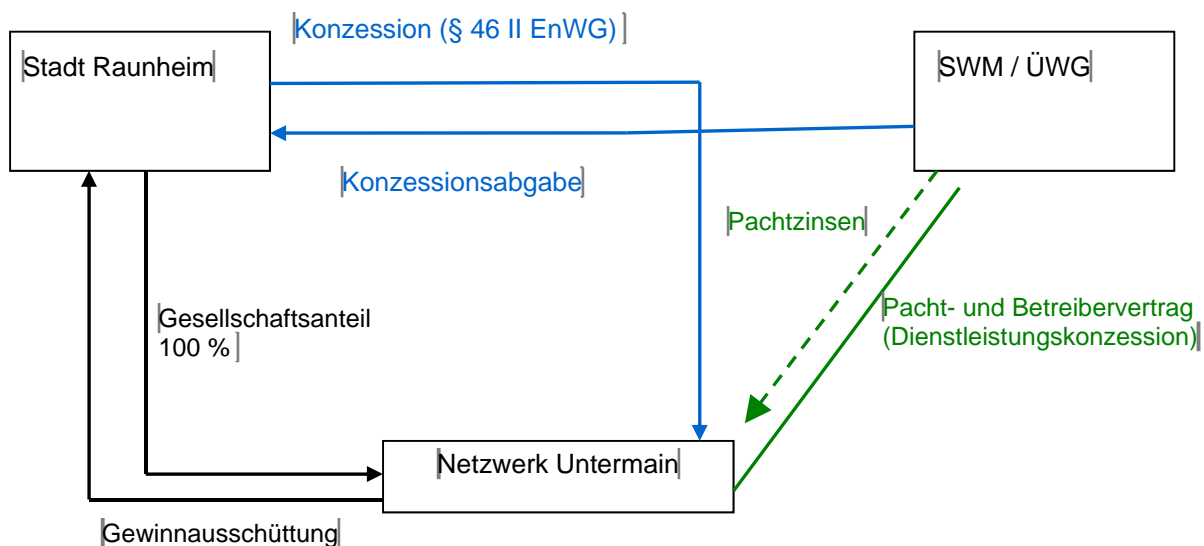 Konzession (§ 46 II EnWG)
Stadt Raunheim
SWM / ÜWG
Konzessionsabgabe
Pachtzinsen
Gesellschaftsanteil
100 %
Pacht- und Betreibervertrag
(Dienstleistungskonzession)
Netzwerk Untermain
Gewinnausschüttung